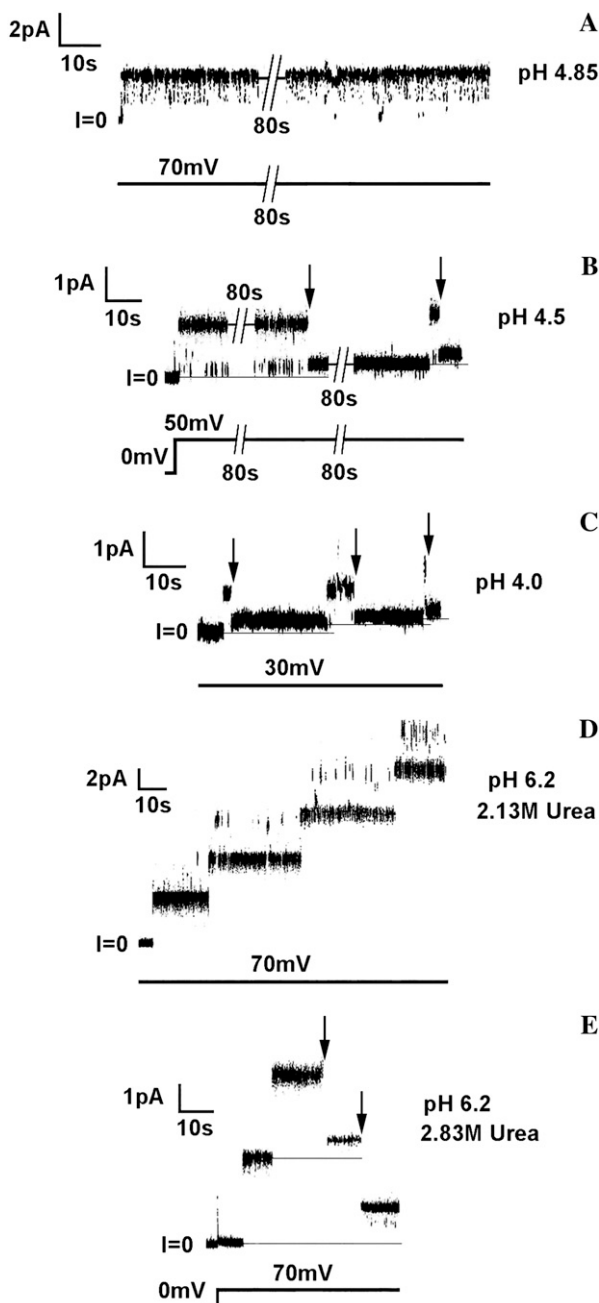 A
2pA
10s
pH 4.85
I=0
80s
70mV
80s
B
1pA
10s
80s
pH 4.5
I=0
80s
50mV
0mV
80s
80s
C
1pA
10s
pH 4.0
I=0
30mV
D
2pA
10s
pH 6.2
2.13M Urea
I=0
70mV
E
1pA
10s
pH 6.2
2.83M Urea
I=0
70mV
0mV